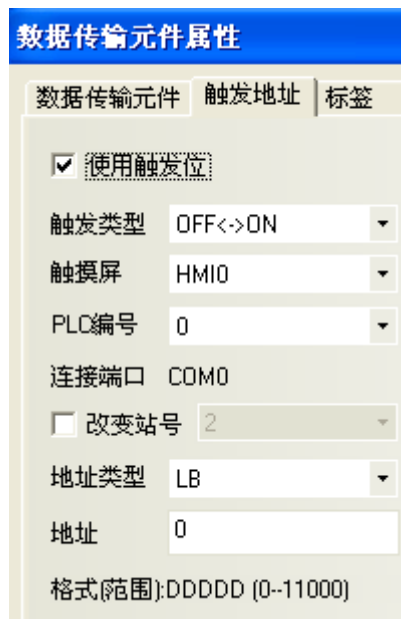 数据传输元件属性
数据传输元件 触发地址 标签
使用触发位
触发类型 OFF<->ON
触摸屏 HMI0
PLC编号 0
连接端口 COM0
改变站号 2
地址类型 LB
地址 0
格式(范围):DDDDD (0--11000)